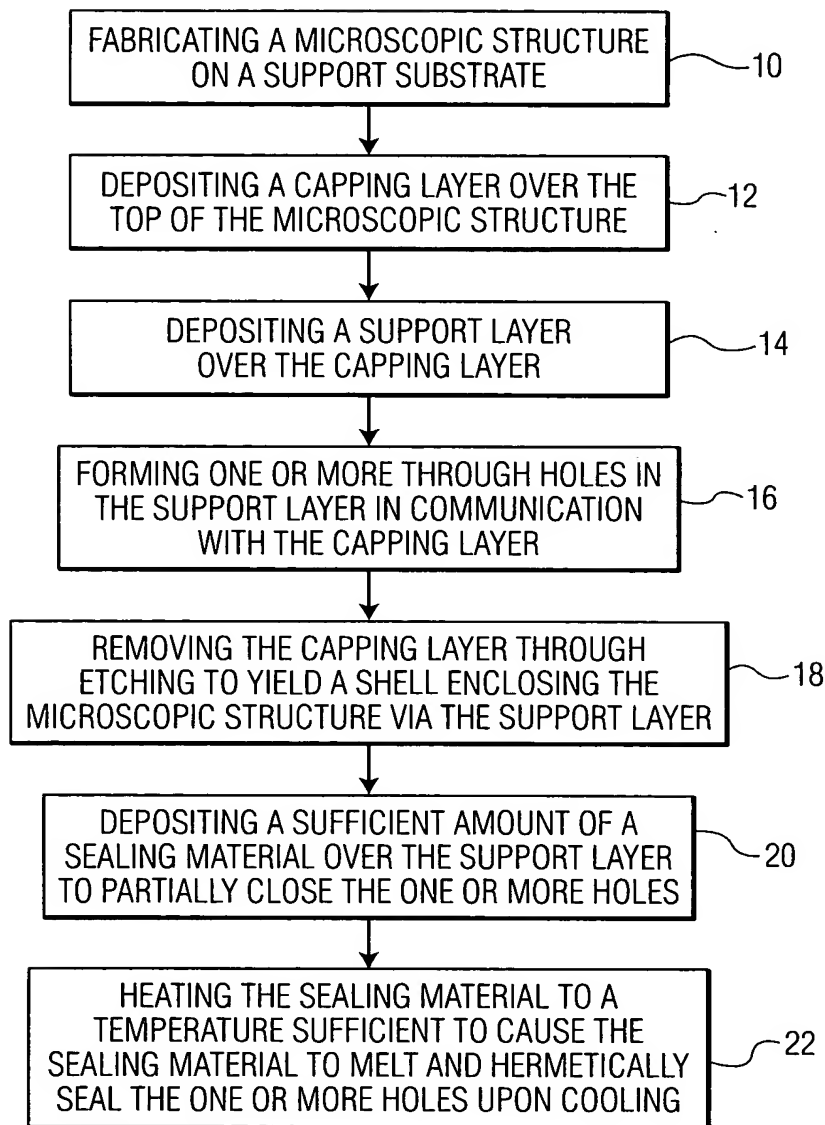 FABRICATING A MICROSCOPIC STRUCTURE
ON A SUPPORT SUBSTRATE
10
DEPOSITING A CAPPING LAYER OVER THE
TOP OF THE MICROSCOPIC STRUCTURE
12
DEPOSITING A SUPPORT LAYER
OVER THE CAPPING LAYER
14
FORMING ONE OR MORE THROUGH HOLES IN
THE SUPPORT LAYER IN COMMUNICATION
WITH THE CAPPING LAYER
16
REMOVING THE CAPPING LAYER THROUGH
ETCHING TO YIELD A SHELL ENCLOSING THE
MICROSCOPIC STRUCTURE VIA THE SUPPORT LAYER
18
DEPOSITING A SUFFICIENT AMOUNT OF A
SEALING MATERIAL OVER THE SUPPORT LAYER
TO PARTIALLY CLOSE THE ONE OR MORE HOLES
20
HEATING THE SEALING MATERIAL TO A
TEMPERATURE SUFFICIENT TO CAUSE THE
SEALING MATERIAL TO MELT AND HERMETICALLY
SEAL THE ONE OR MORE HOLES UPON COOLING
22